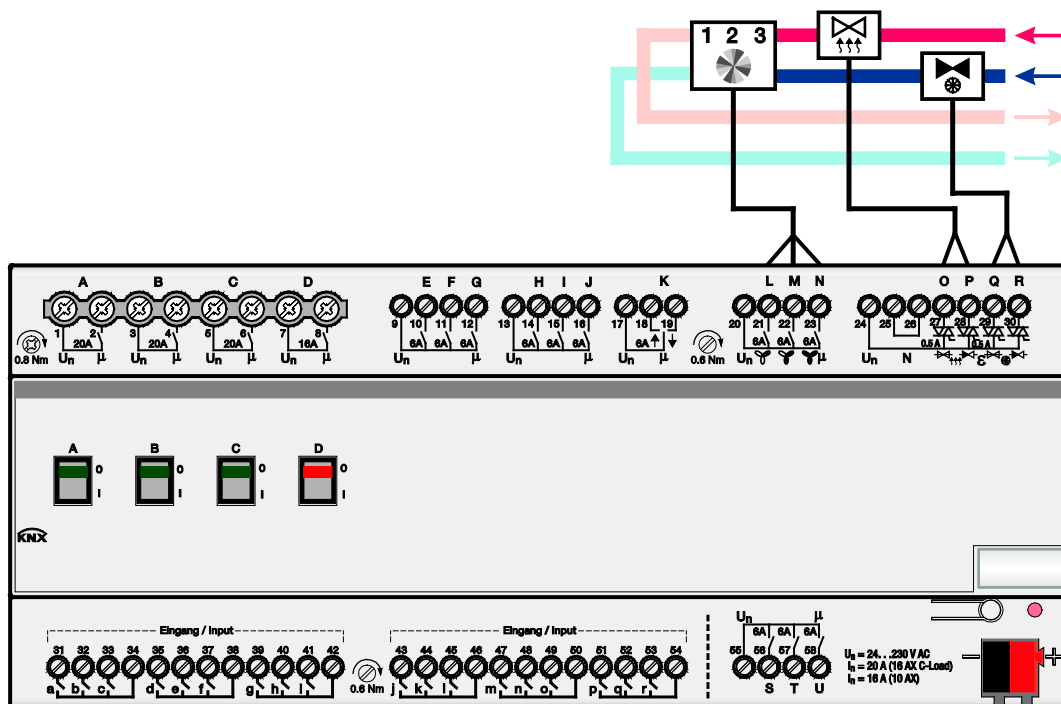 1 2 3
A B C D E F G H I J K L M N O P Q R
1 2 3 4 5 6 7 8 9 10 11 12 13 14 15 16 17 18 19 20 21 22 23 24 25 26 27 28 29 30
20A 20A 20A 16A 6A 6A 6A 6A 6A 6A 6A 6A 6A 6A 0.5 A 0.5 A
0.8 Nm Un µ Un µ Un µ Un µ Un µ Un µ Un µ 0.6 Nm Un µ Un N
A B C D
0 0 0 0
I I I I
KNX
Eingang / Input Eingang / Input Un µ
6A 6A 6A
31 32 33 34 35 36 37 38 39 40 41 42 43 44 45 46 47 48 49 50 51 52 53 54 55 56 57 58
a b c d e f g h i 0.6 Nm j k l m n o p q r S T U
Un = 24...230 V AC
In = 20 A (16 AX C-Load)
In = 16 A (10 AX)
+